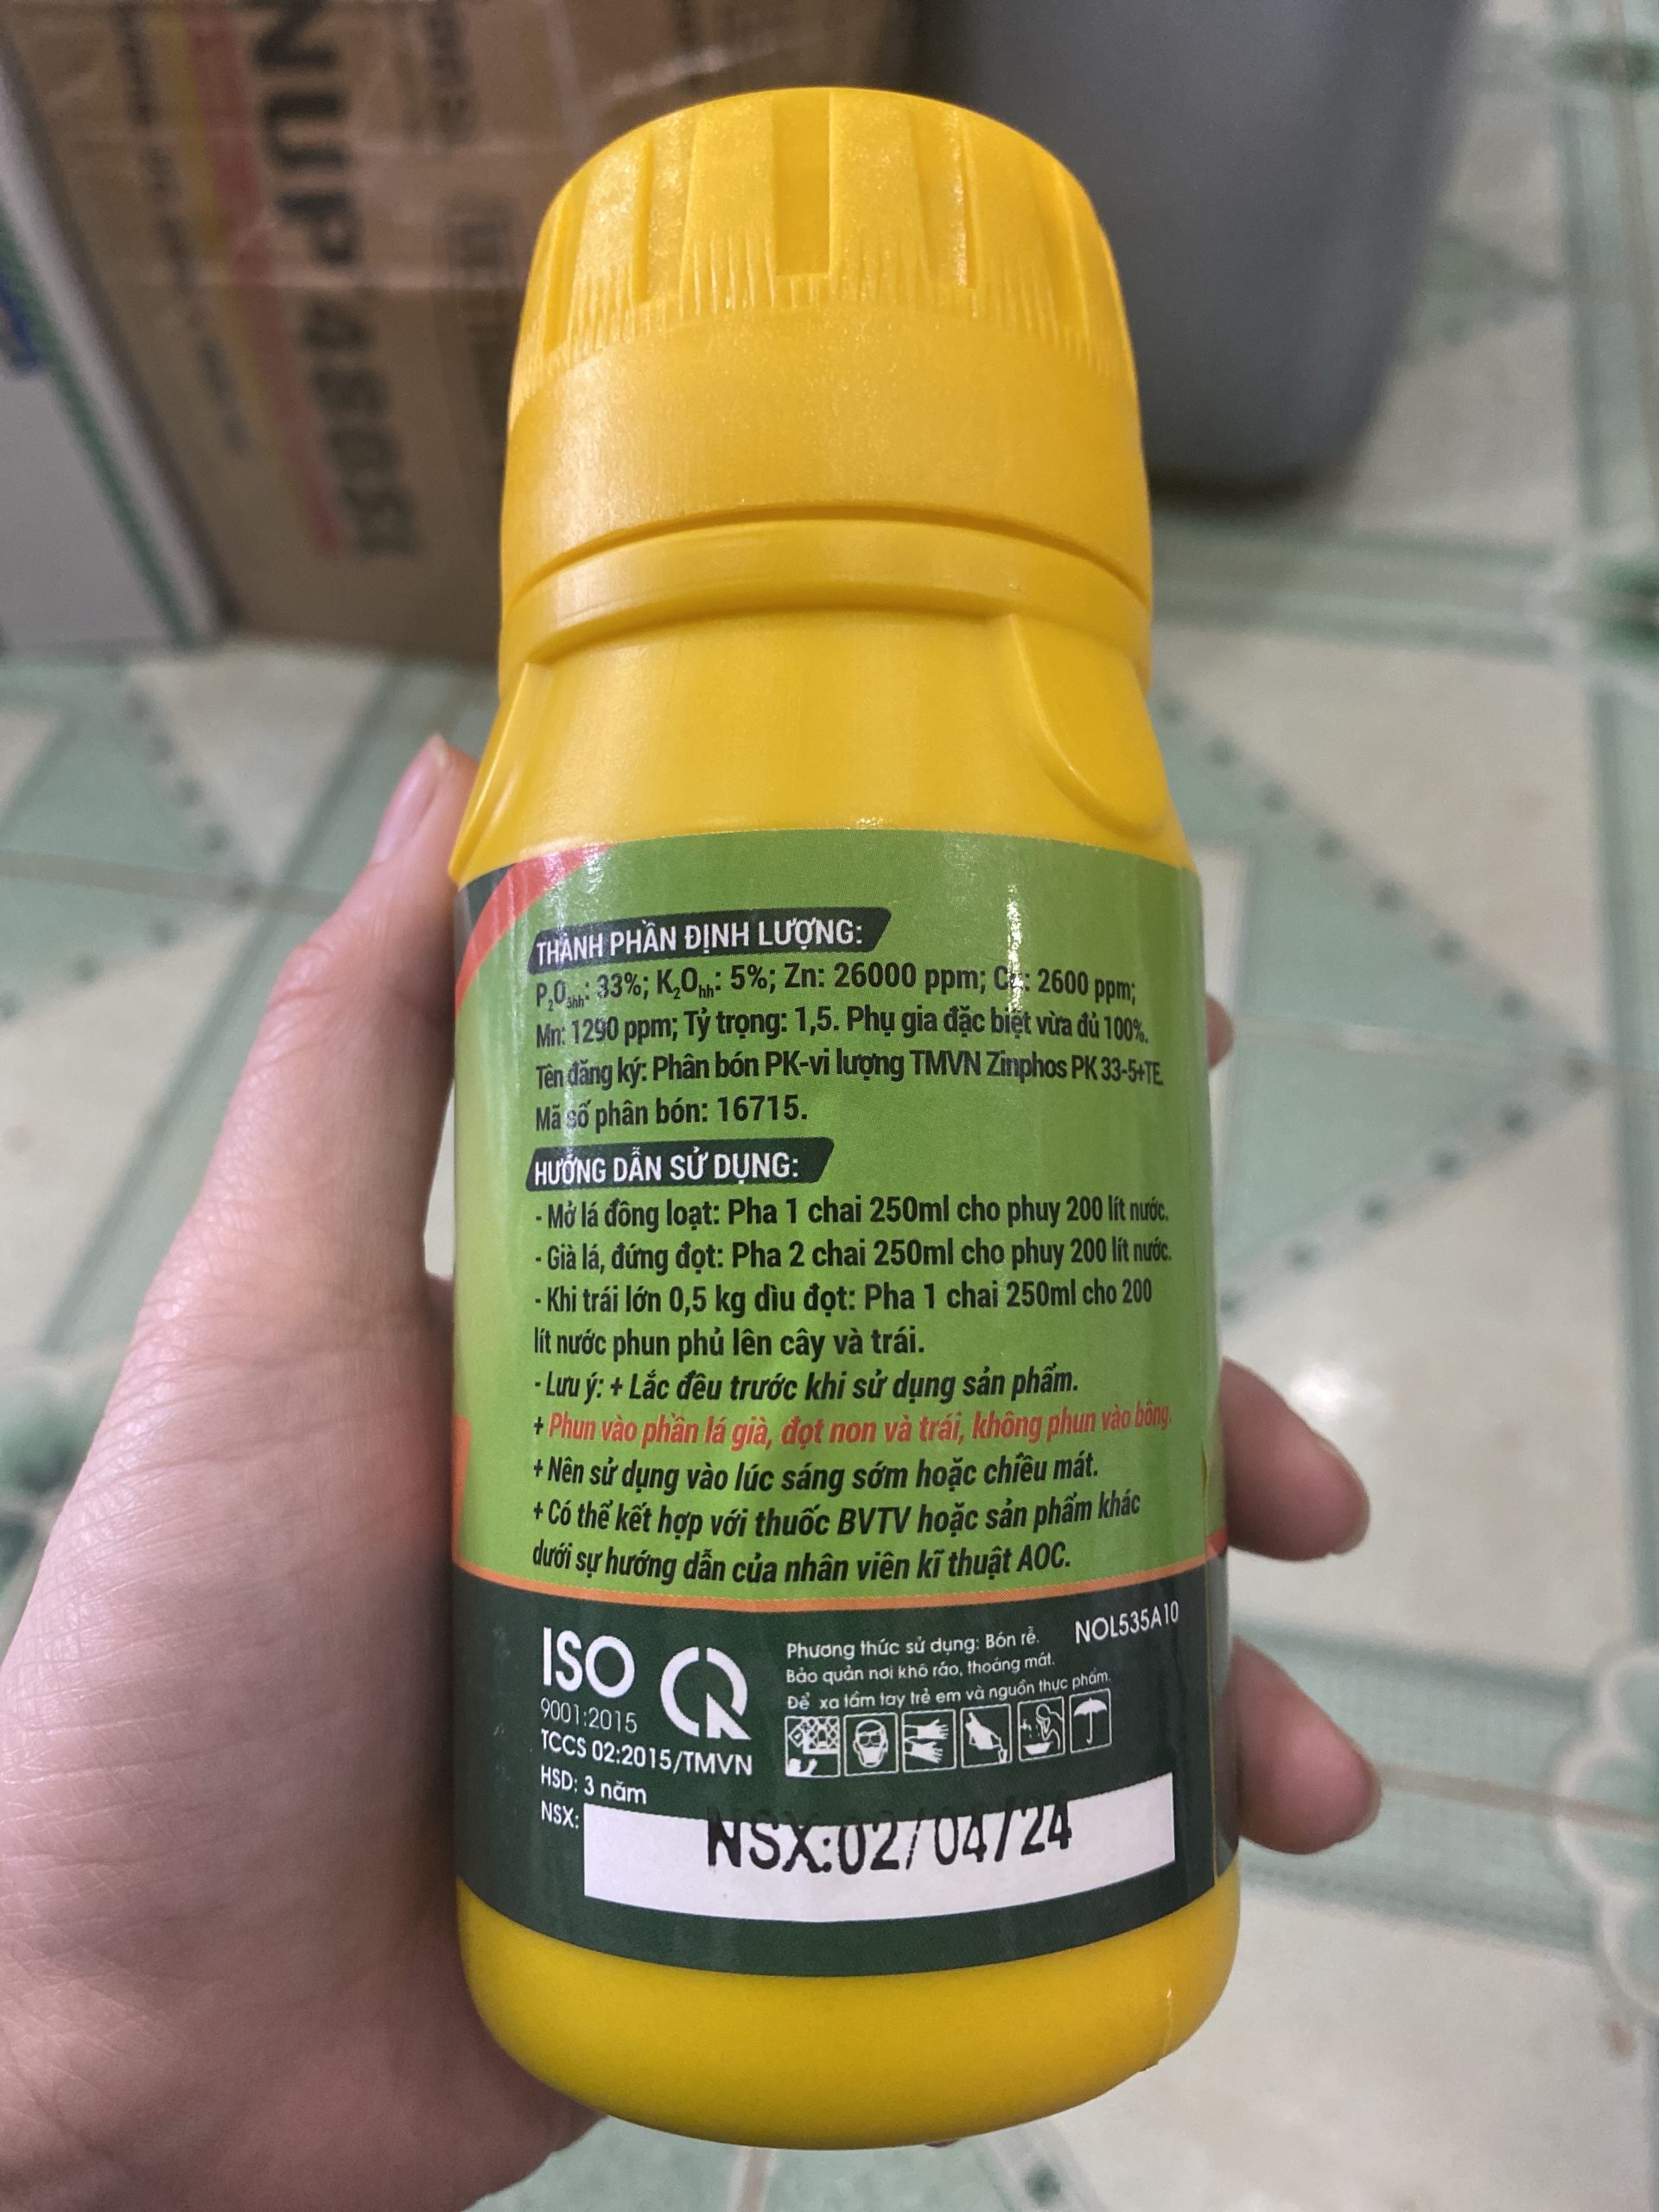 NUP 480SL
THÀNH PHẦN ĐỊNH LƯỢNG:
P₂O₅hh: 33%; K₂Ohh: 5%; Zn: 26000 ppm; 2600 ppm;
Mn: 1290 ppm; Tỷ trọng: 1,5. Phụ gia đặc biệt vừa đủ 100%.
Tên đăng ký: Phân bón PK-vi lượng TMVN Zinphos PK 33-5+TE.
Mã số phân bón: 16715.
HƯỚNG DẪN SỬ DỤNG:
- Mở lá đồng loạt: Pha 1 chai 250ml cho phuy 200 lít nước.
- Già lá, đứng đọt: Pha 2 chai 250ml cho phuy 200 lít nước.
- Khi trái lớn 0,5 kg dìu đọt: Pha 1 chai 250ml cho 200
lít nước phun phủ lên cây và trái.
- Lưu ý: + Lắc đều trước khi sử dụng sản phẩm.
+ Phun vào phần lá già, đọt non và trái, không phun vào bông.
+ Nên sử dụng vào lúc sáng sớm hoặc chiều mát.
+ Có thể kết hợp với thuốc BVTV hoặc sản phẩm khác
dưới sự hướng dẫn của nhân viên kĩ thuật AOC.
ISO
9001:2015
TCCS 02:2015/TMVN
HSD: 3 năm
NSX:
Phương thức sử dụng: Bón rễ.
NOL535A10
Bảo quản nơi khô ráo, thoáng mát.
Để xa tầm tay trẻ em và nguồn thực phẩm.
NSX:02/04/24